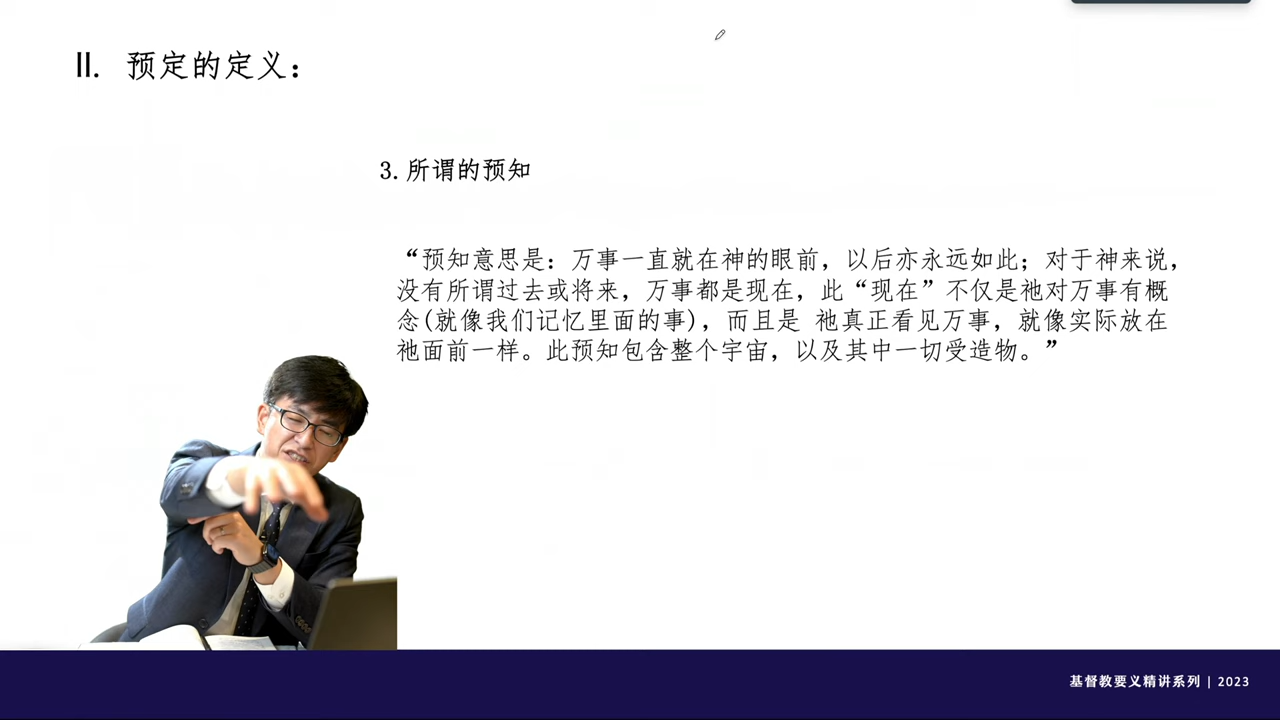 II. 预定的定义：
3. 所谓的预知
“预知意思是：万事一直就在神的眼前，以后亦永远如此；对于神来说，
没有所谓过去或将来，万事都是现在，此“现在”不仅是祂对万事有概
念(就像我们记忆里面的事)，而且是 祂真正看见万事，就像实际放在
祂面前一样。此预知包含整个宇宙，以及其中一切受造物。”
基督教要义精讲系列 | 2023